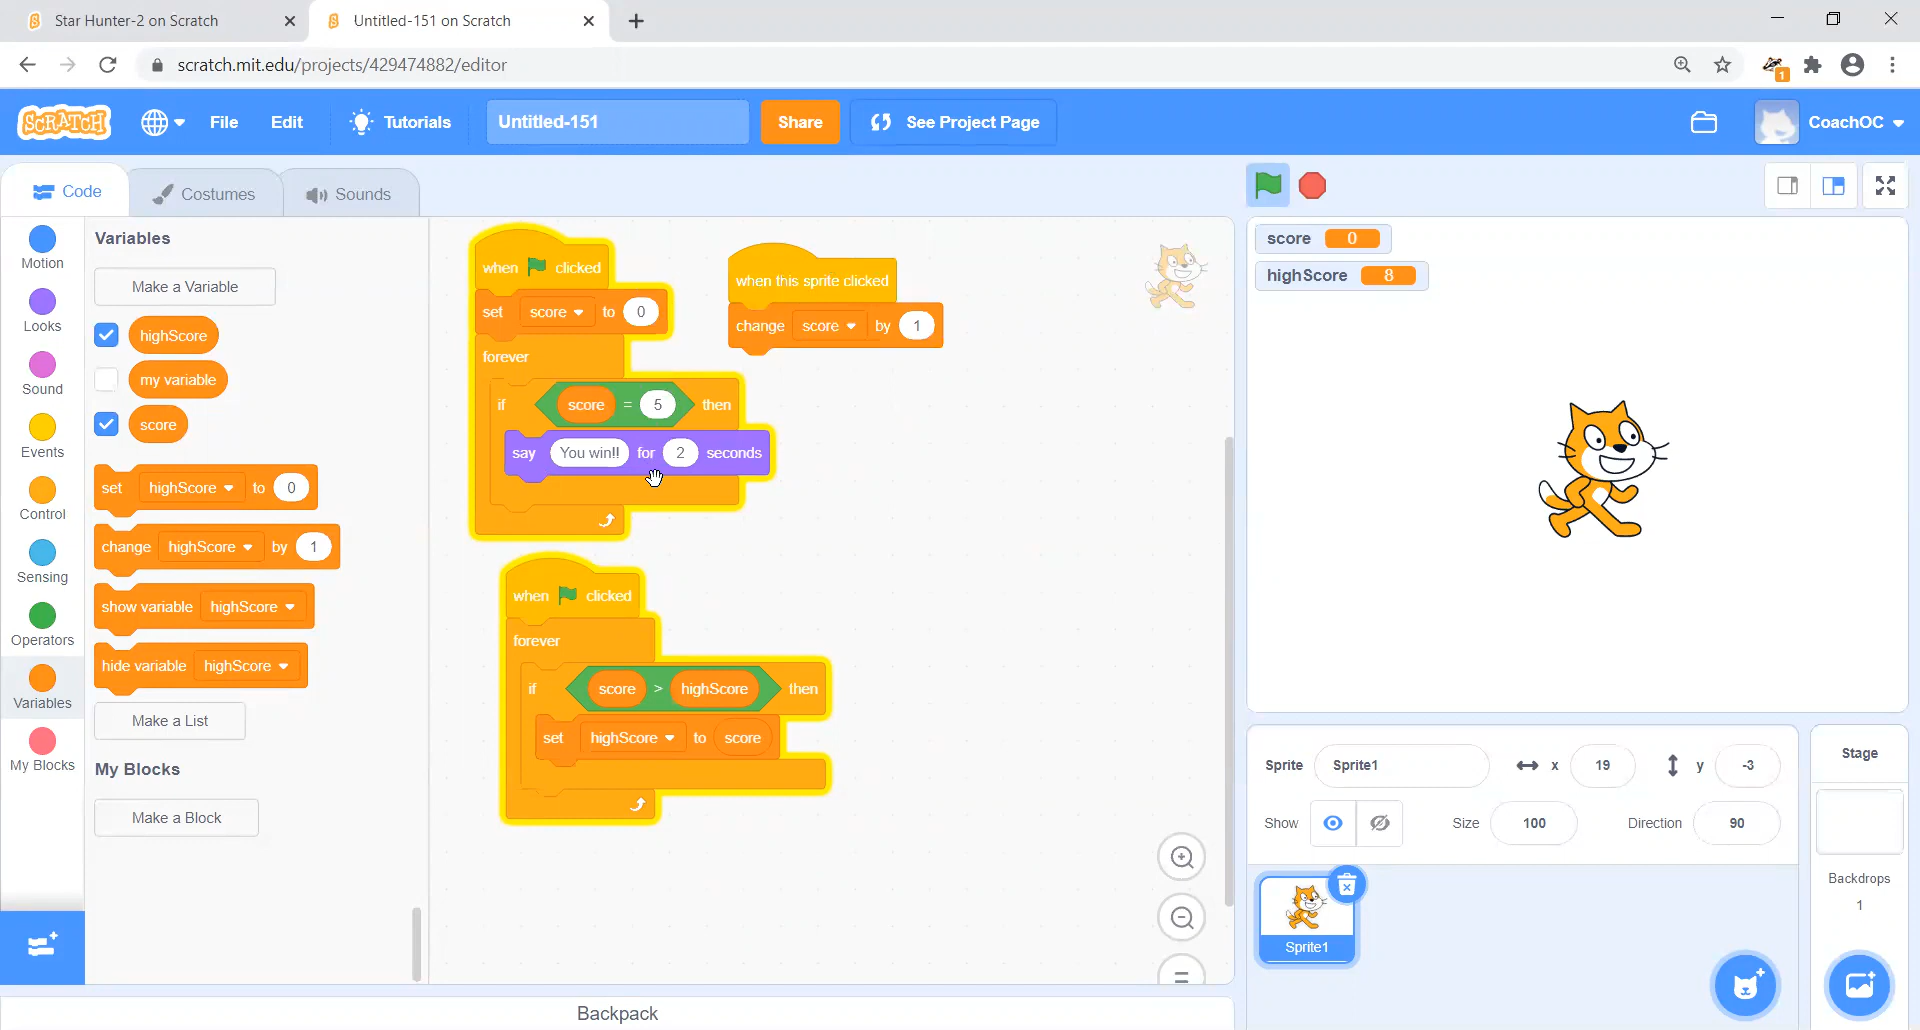 Star Hunter-2 on Scratch
Untitled-151 on Scratch
scratch.mit.edu/projects/429474882/editor
1
SCRATCH
File
Edit
Tutorials
Untitled-151
Share
See Project Page
CoachOC
Code
Costumes
Sounds
Motion
Looks
Sound
Events
Control
Sensing
Operators
Variables
My Blocks
Variables
Make a Variable
highScore
my variable
score
set highScore to 0
change highScore by 1
show variable highScore
hide variable highScore
Make a List
My Blocks
Make a Block
when clicked
set score to 0
forever
if score = 5 then
say You win!! for 2 seconds
when this sprite clicked
change score by 1
when clicked
forever
if score > highScore then
set highScore to score
score 0
highScore 8
Sprite Sprite1 x 19 y -3
Show Size 100 Direction 90
Sprite1
Stage
Backdrops
1
Backpack